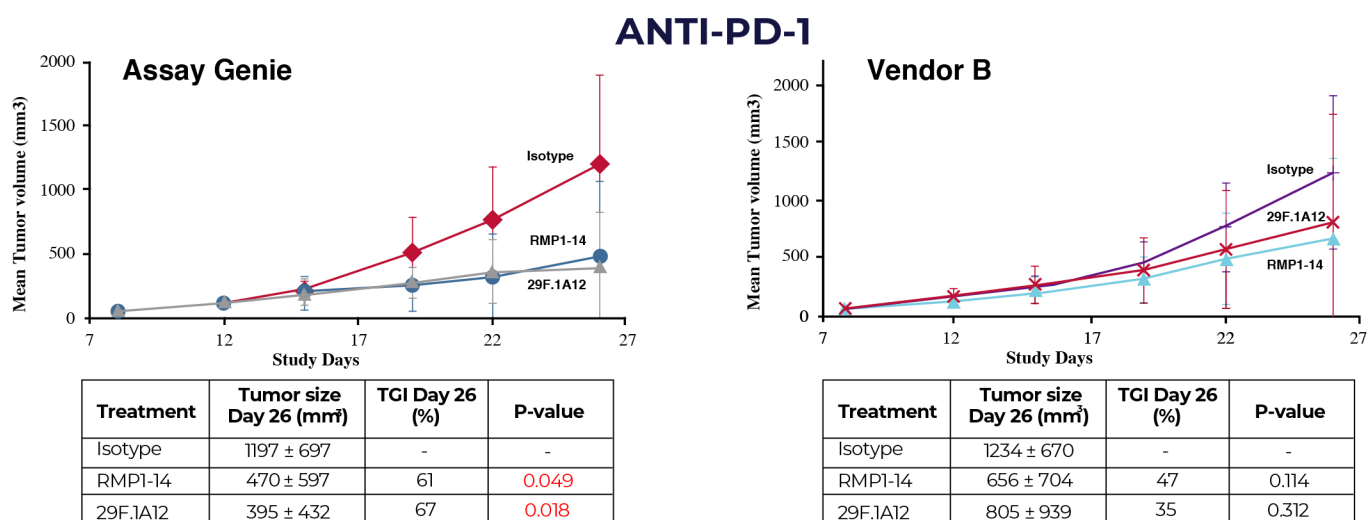 ANTI-PD-1
Assay Genie
Mean Tumor volume (mm3)
2000
1500
1000
500
0
Isotype
RMP1-14
29F.1A12
7 12 17 22 27
Study Days
Treatment Tumor size Day 26 (mm³) TGI Day 26 (%) P-value
Isotype 1197 ± 697 - -
RMP1-14 470 ± 597 61 0.049
29F.1A12 395 ± 432 67 0.018
Vendor B
Mean Tumor volume (mm3)
2000
1500
1000
500
0
Isotype
29F.1A12
RMP1-14
7 12 17 22 27
Study Days
Treatment Tumor size Day 26 (mm³) TGI Day 26 (%) P-value
Isotype 1234 ± 670 - -
RMP1-14 656 ± 704 47 0.114
29F.1A12 805 ± 939 35 0.312